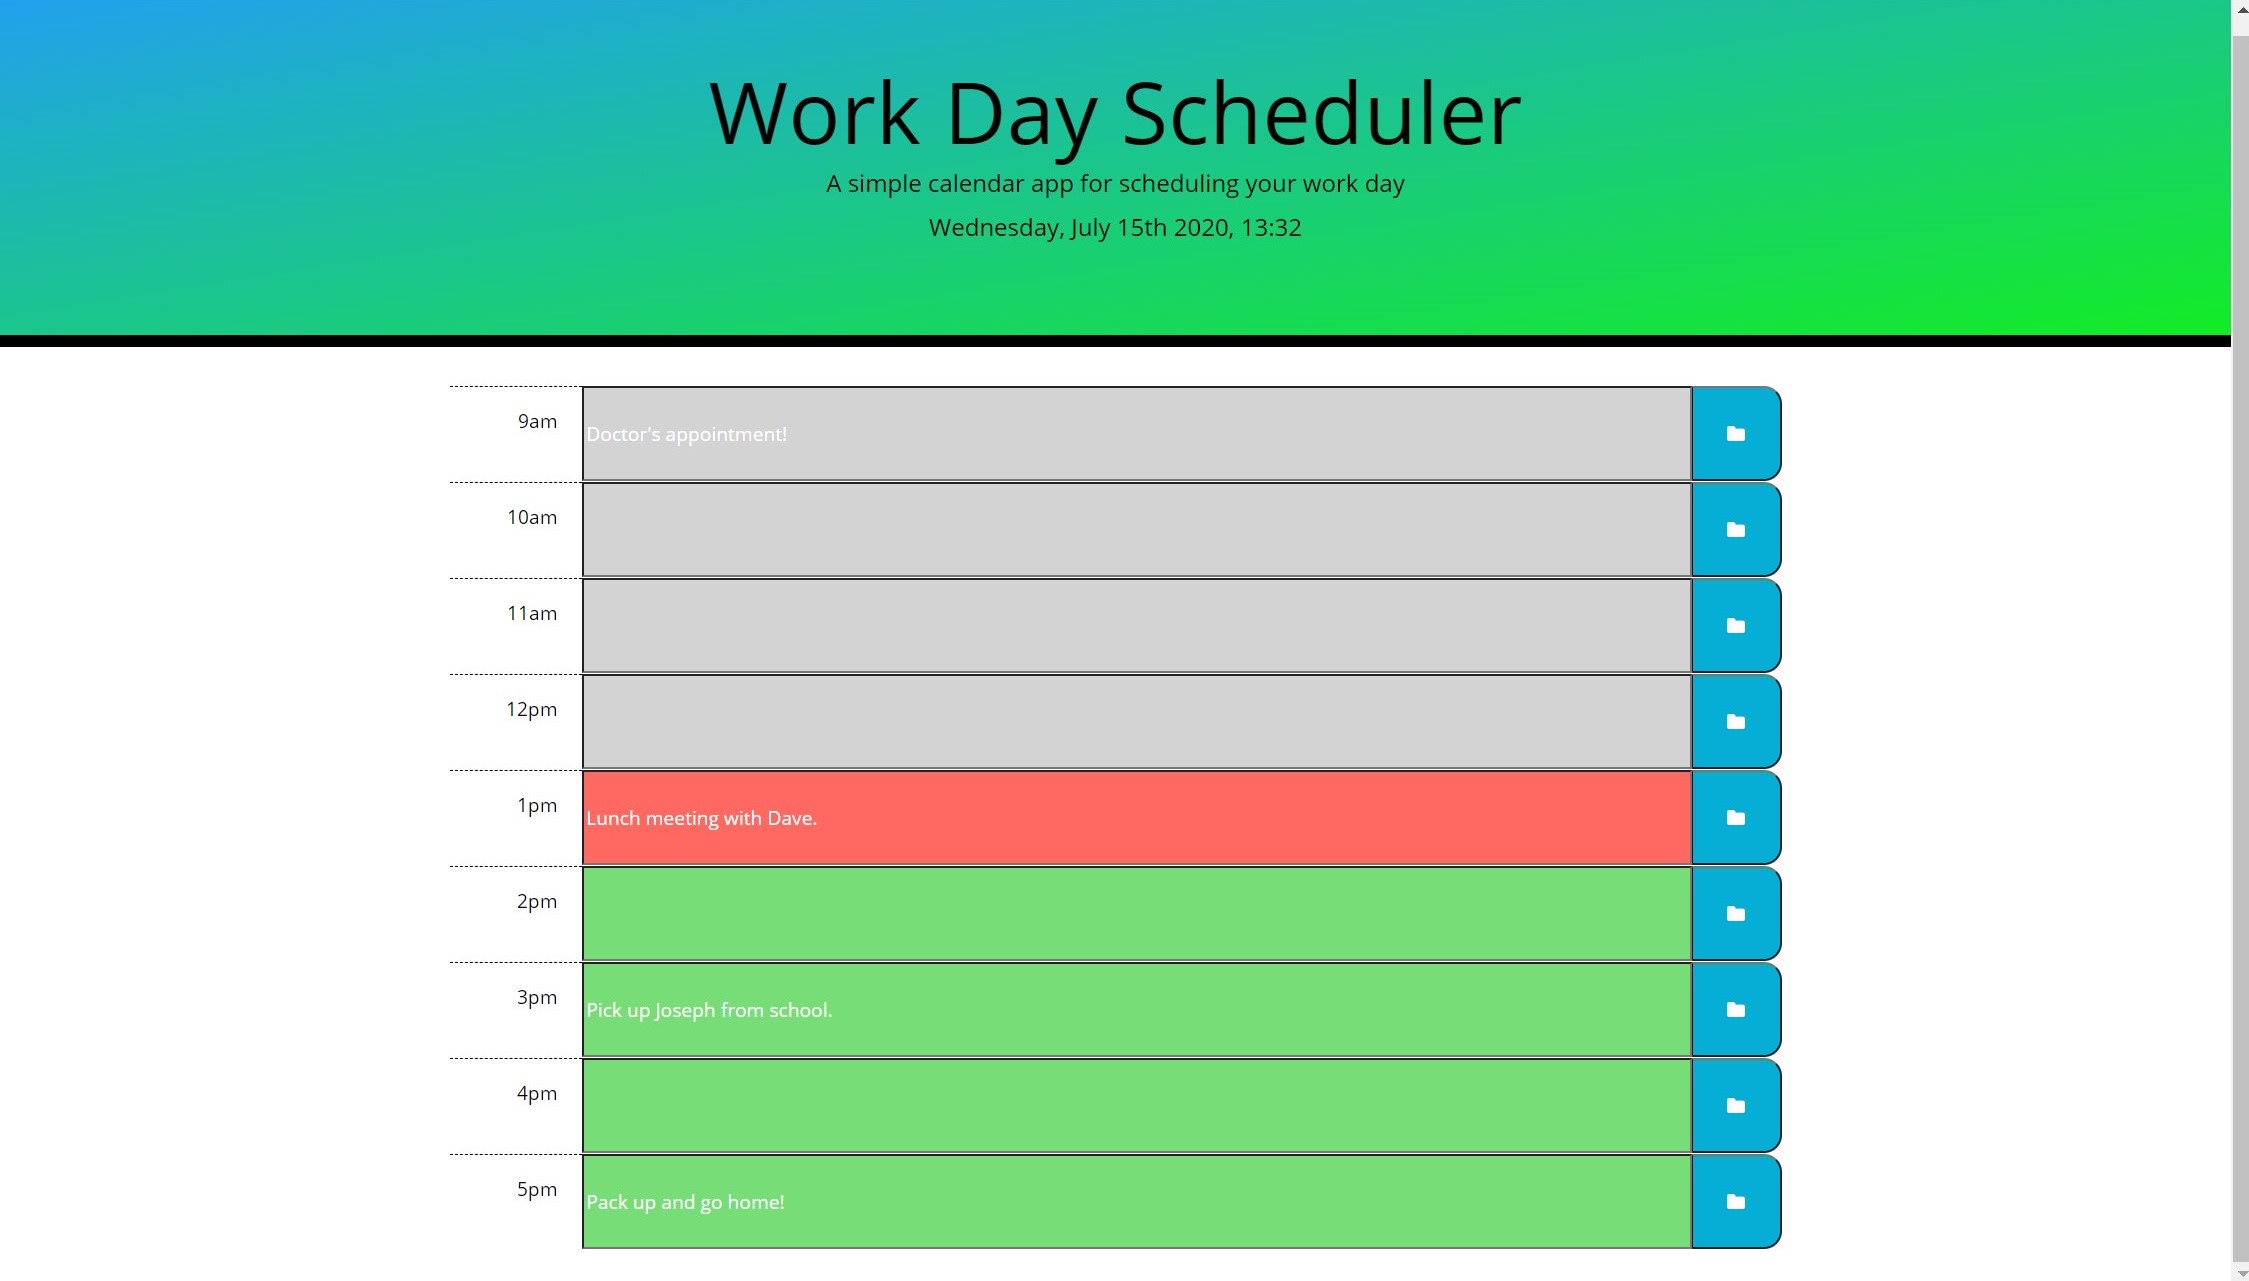 Work Day Scheduler
A simple calendar app for scheduling your work day
Wednesday, July 15th 2020, 13:32
9am
Doctor's appointment!
10am
11am
12pm
1pm
Lunch meeting with Dave.
2pm
3pm
Pick up Joseph from school.
4pm
5pm
Pack up and go home!